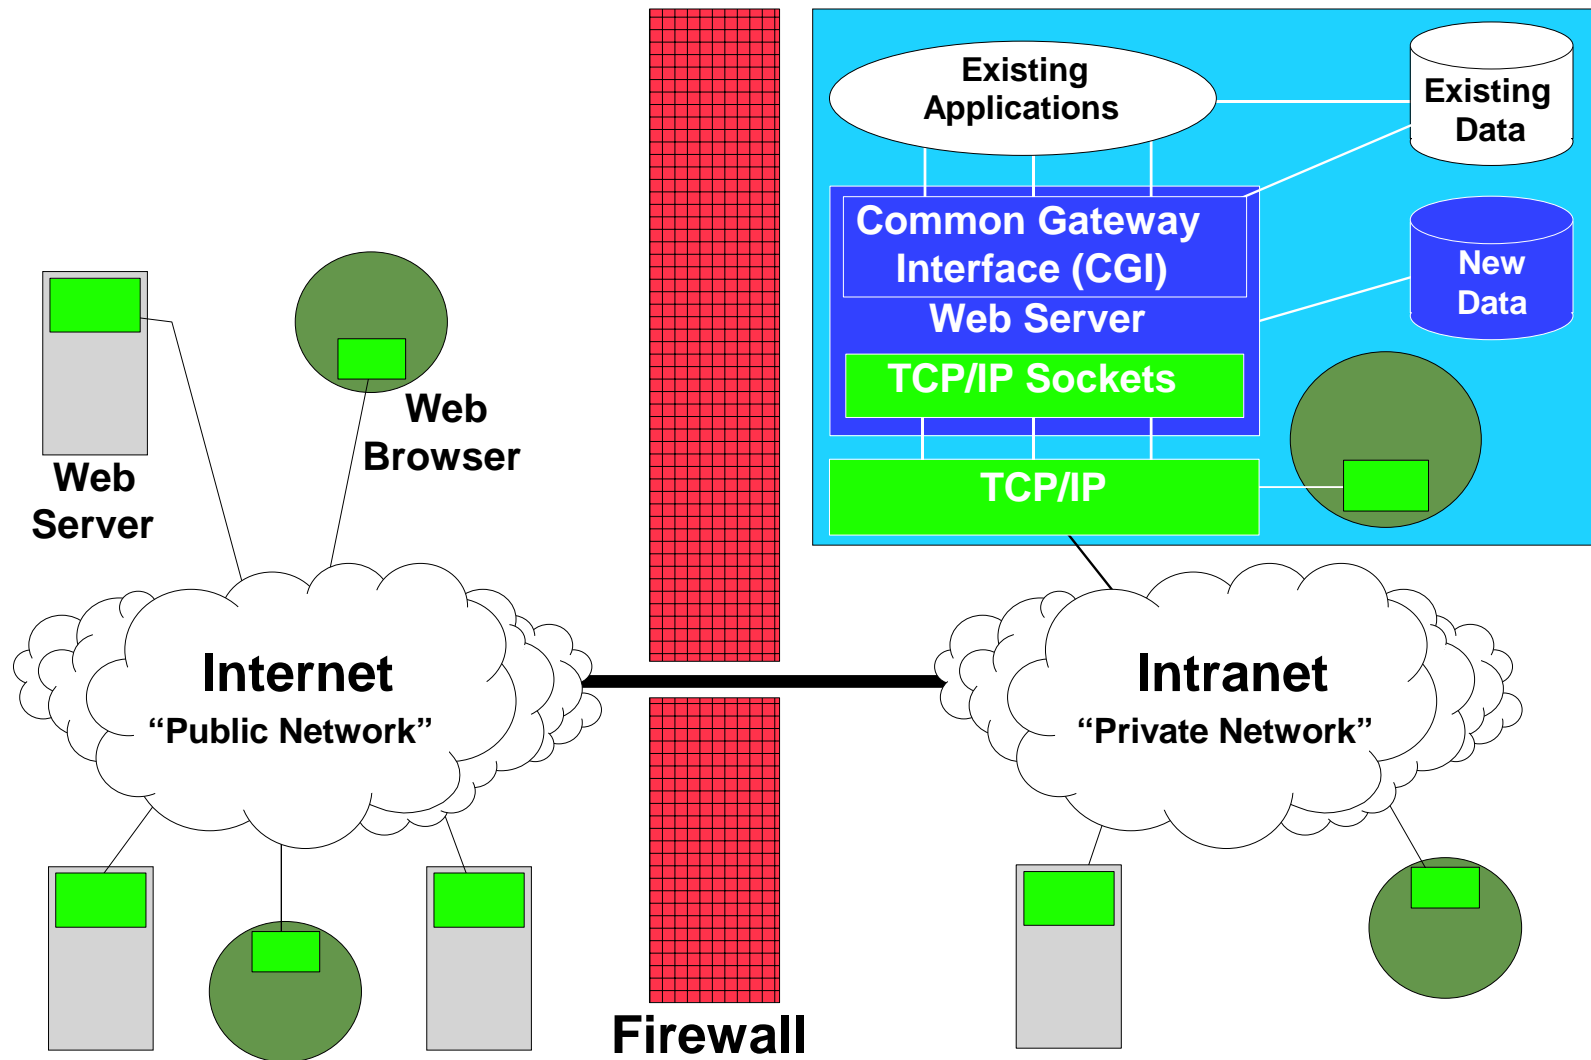 Existing
Applications
Existing
Data
Common Gateway
Interface (CGI)
Web Server
New
Data
TCP/IP Sockets
TCP/IP
Web
Browser
Web
Server
Internet
“Public Network”
Intranet
“Private Network”
Firewall